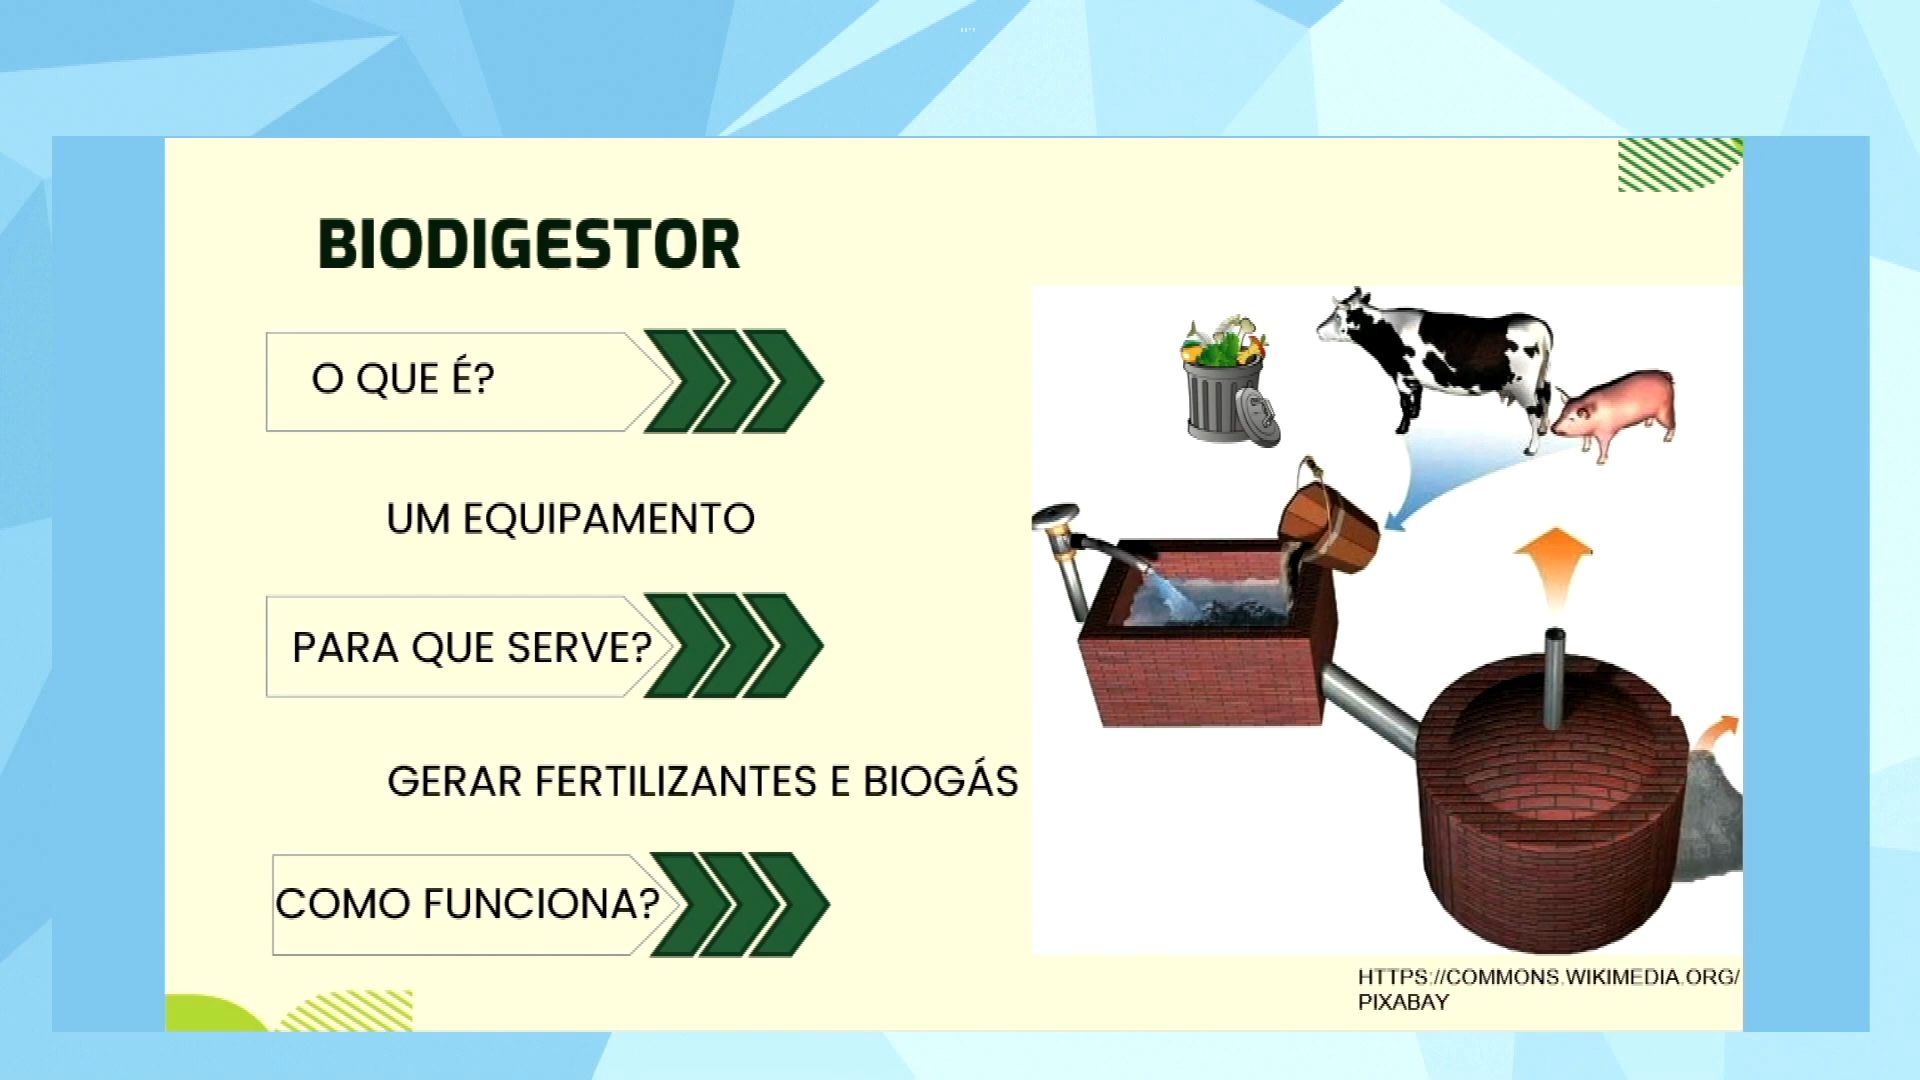 BIODIGESTOR
O QUE É?
UM EQUIPAMENTO
PARA QUE SERVE?
GERAR FERTILIZANTES E BIOGÁS
COMO FUNCIONA?
HTTPS://COMMONS.WIKIMEDIA.ORG/
PIXABAY